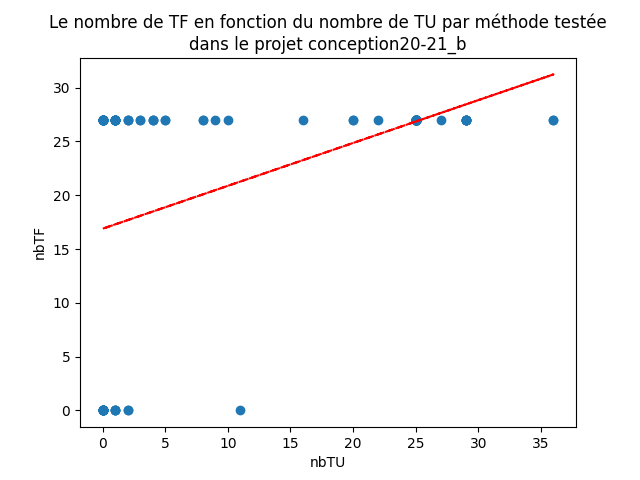 Le nombre de TF en fonction du nombre de TU par méthode testée
dans le projet conception20-21_b
30
25
20
15
10
5
0
nbTF
0 5 10 15 20 25 30 35
nbTU